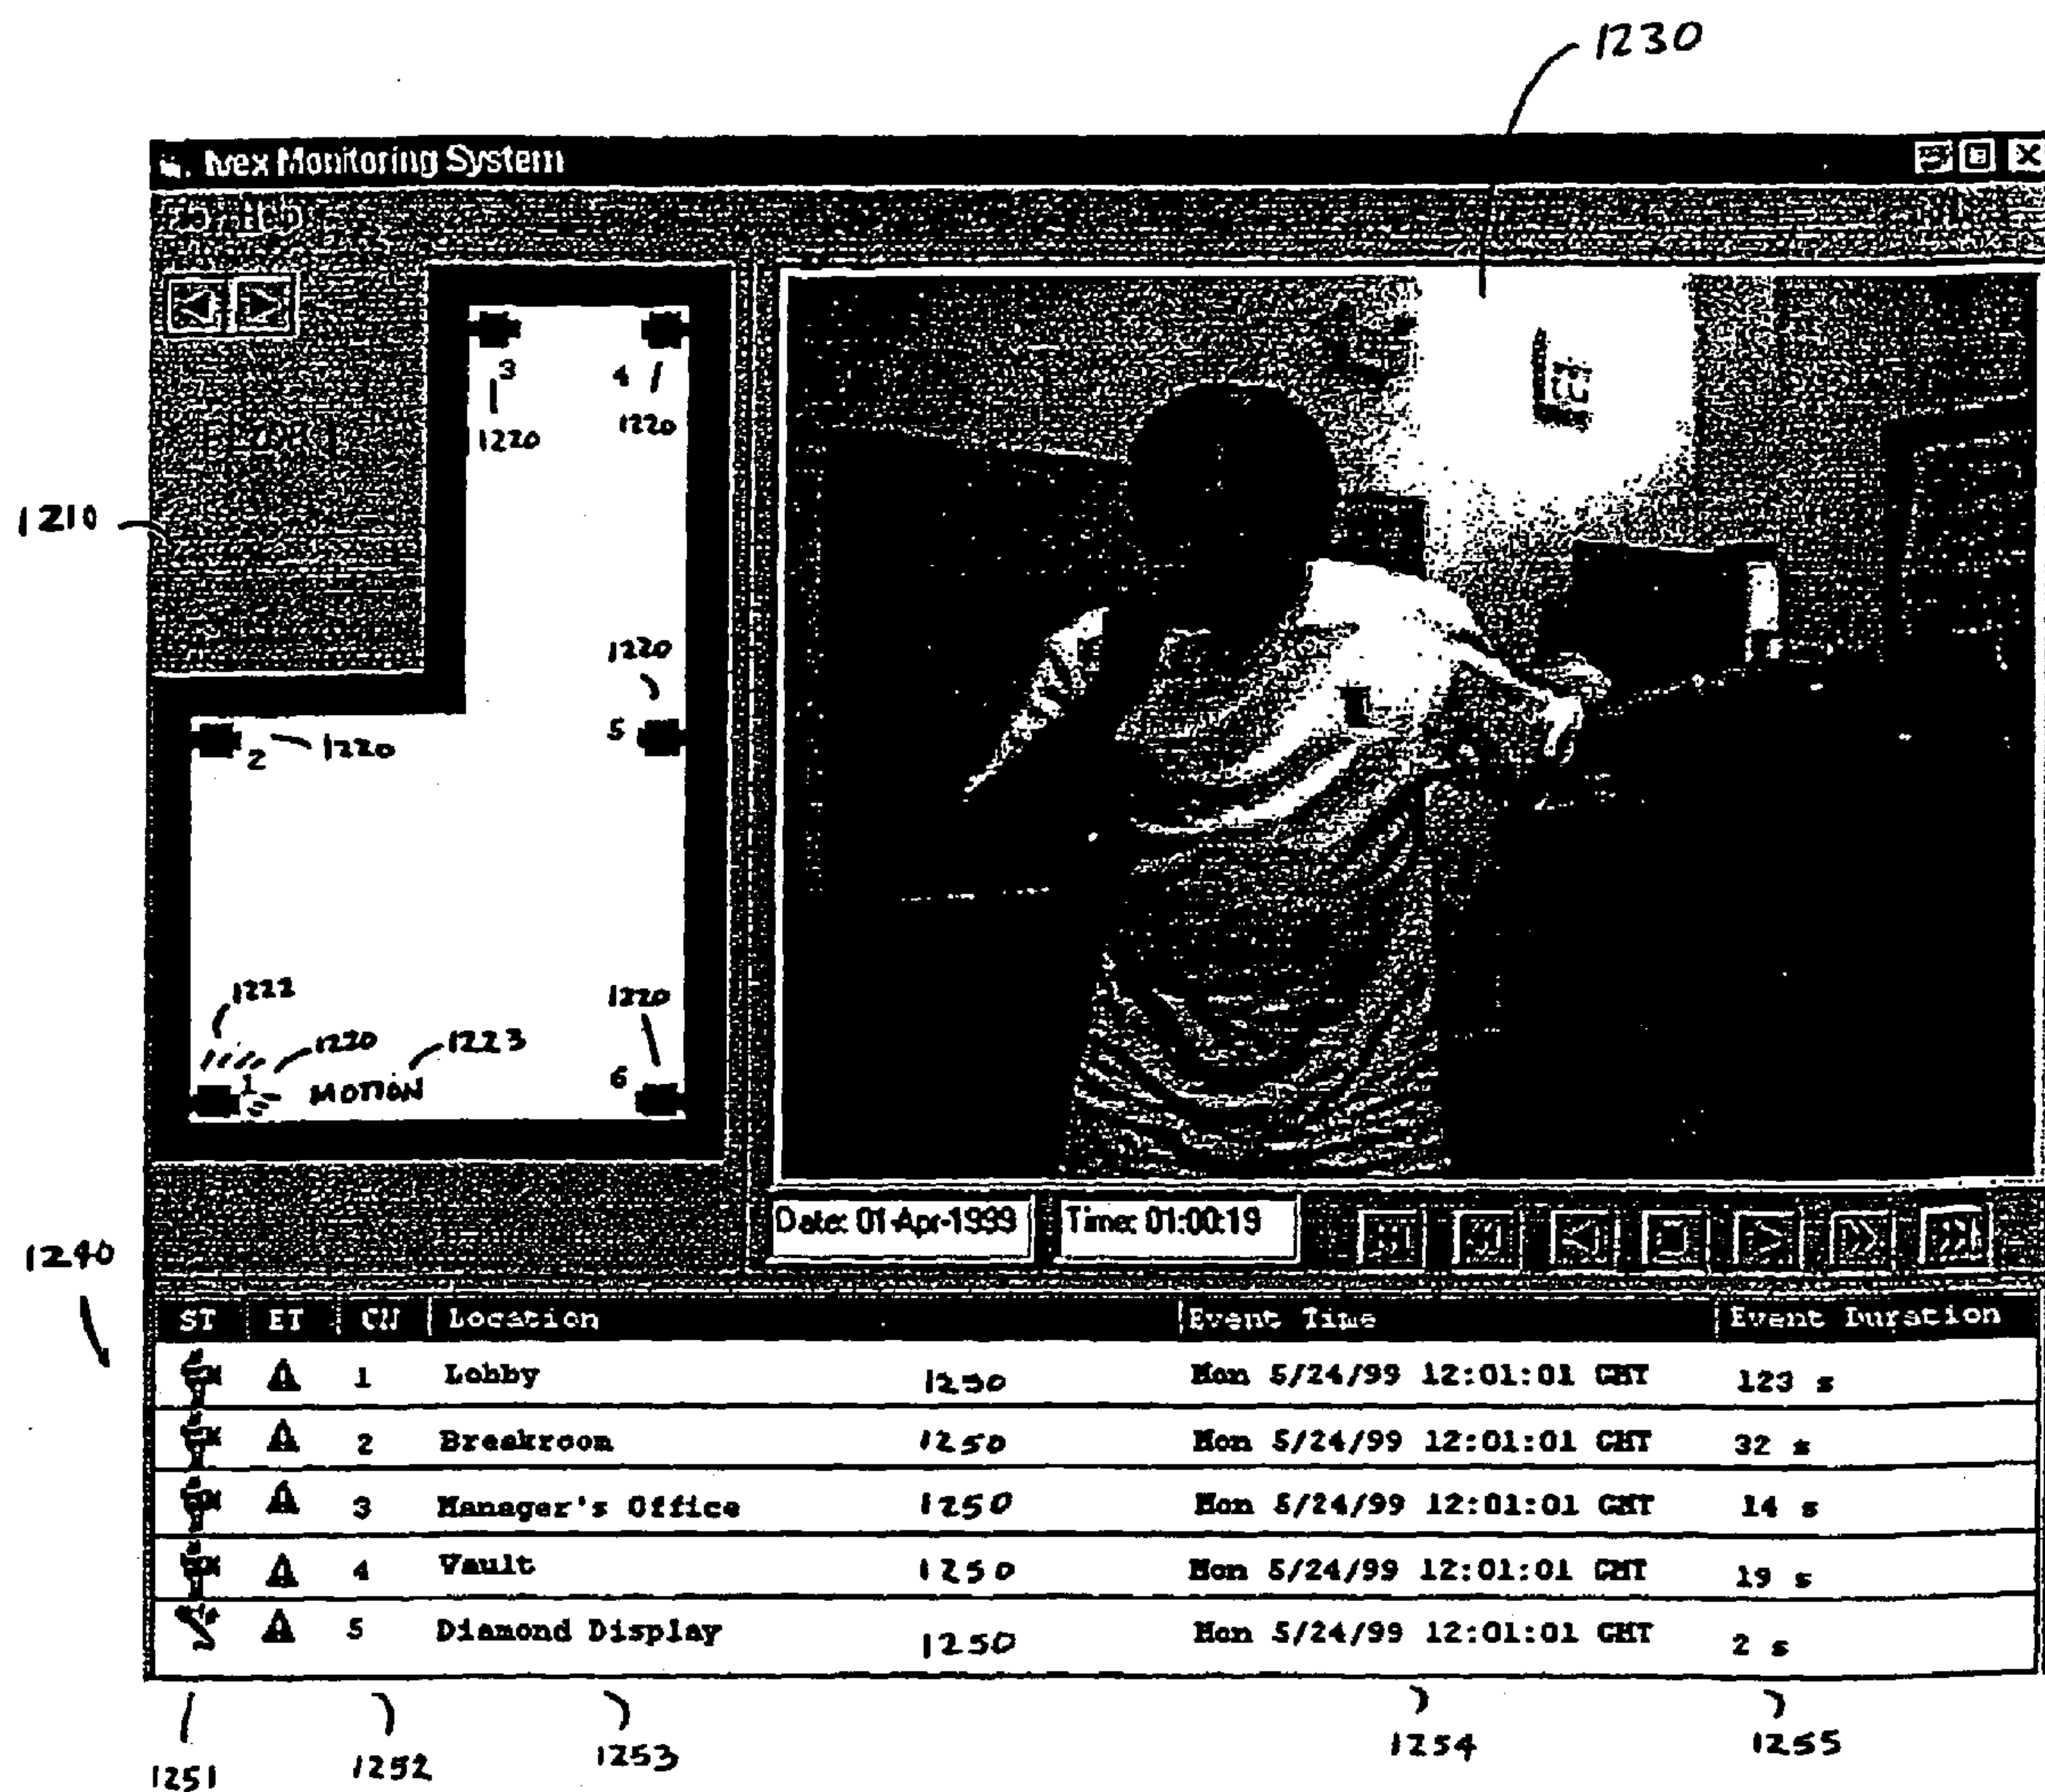 1230
Ivex Monitoring System
Help
3
4
1220
1220
1210
1220
5
2
1220
1222
1220
1220
1223
1
MOTION
6
Date: 01-Apr-1999
Time: 01:00:19
1240
ST ET CN Location Event Time Event Duration
1 Lobby 1250 Mon 5/24/99 12:01:01 GMT 123 s
2 Breakroom 1250 Mon 5/24/99 12:01:01 GMT 32 s
3 Manager's Office 1250 Mon 5/24/99 12:01:01 GMT 14 s
4 Vault 1250 Mon 5/24/99 12:01:01 GMT 19 s
5 Diamond Display 1250 Mon 5/24/99 12:01:01 GMT 2 s
1251
1252
1253
1254
1255